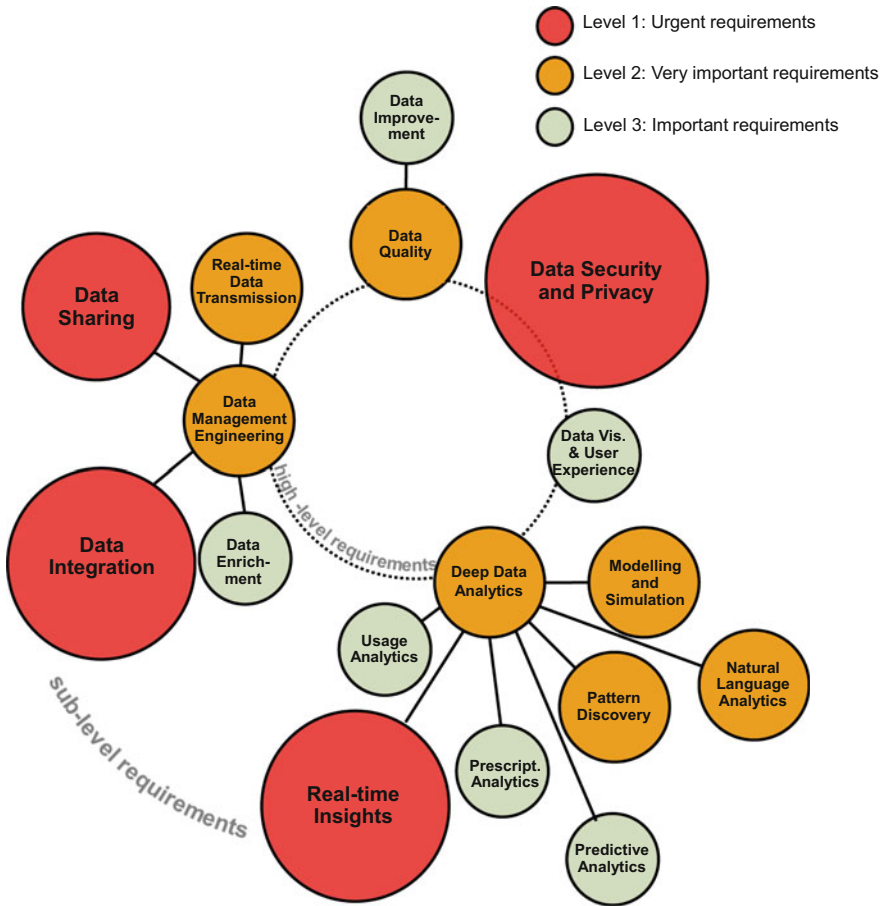 Level 1: Urgent requirements
Level 2: Very important requirements
Level 3: Important requirements
Data
Improve-
ment
Data
Quality
Data Security
and Privacy
Real-time
Data
Transmission
Data
Sharing
Data
Management
Engineering
Data Vis.
& User
Experience
high -level requirements
Data
Integration
Data
Enrich-
ment
Deep Data
Analytics
Modelling
and
Simulation
Usage
Analytics
Natural
Language
Analytics
Pattern
Discovery
sub-level requirements
Real-time
Insights
Prescript.
Analytics
Predictive
Analytics